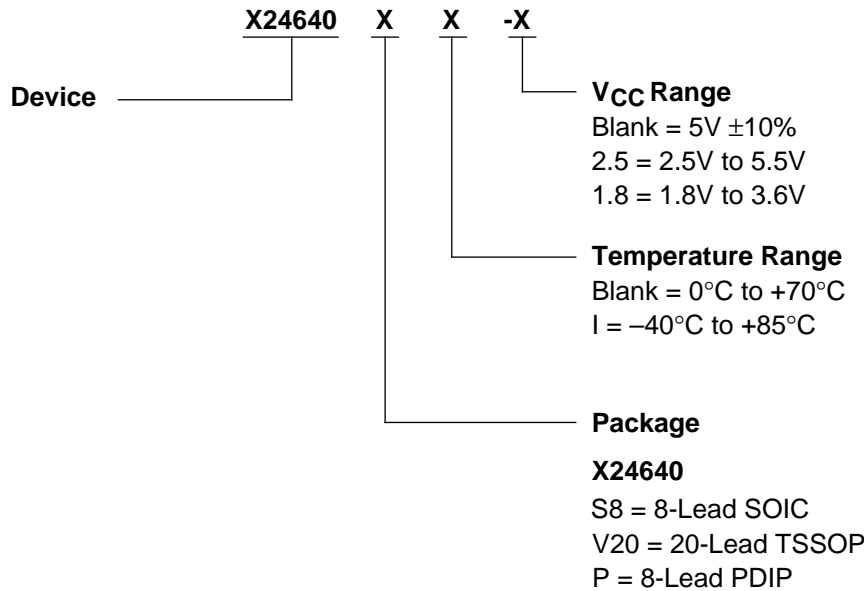 X24640 X X -X
Device
VCC Range
Blank = 5V ±10%
2.5 = 2.5V to 5.5V
1.8 = 1.8V to 3.6V
Temperature Range
Blank = 0°C to +70°C
I = –40°C to +85°C
Package
X24640
S8 = 8-Lead SOIC
V20 = 20-Lead TSSOP
P = 8-Lead PDIP